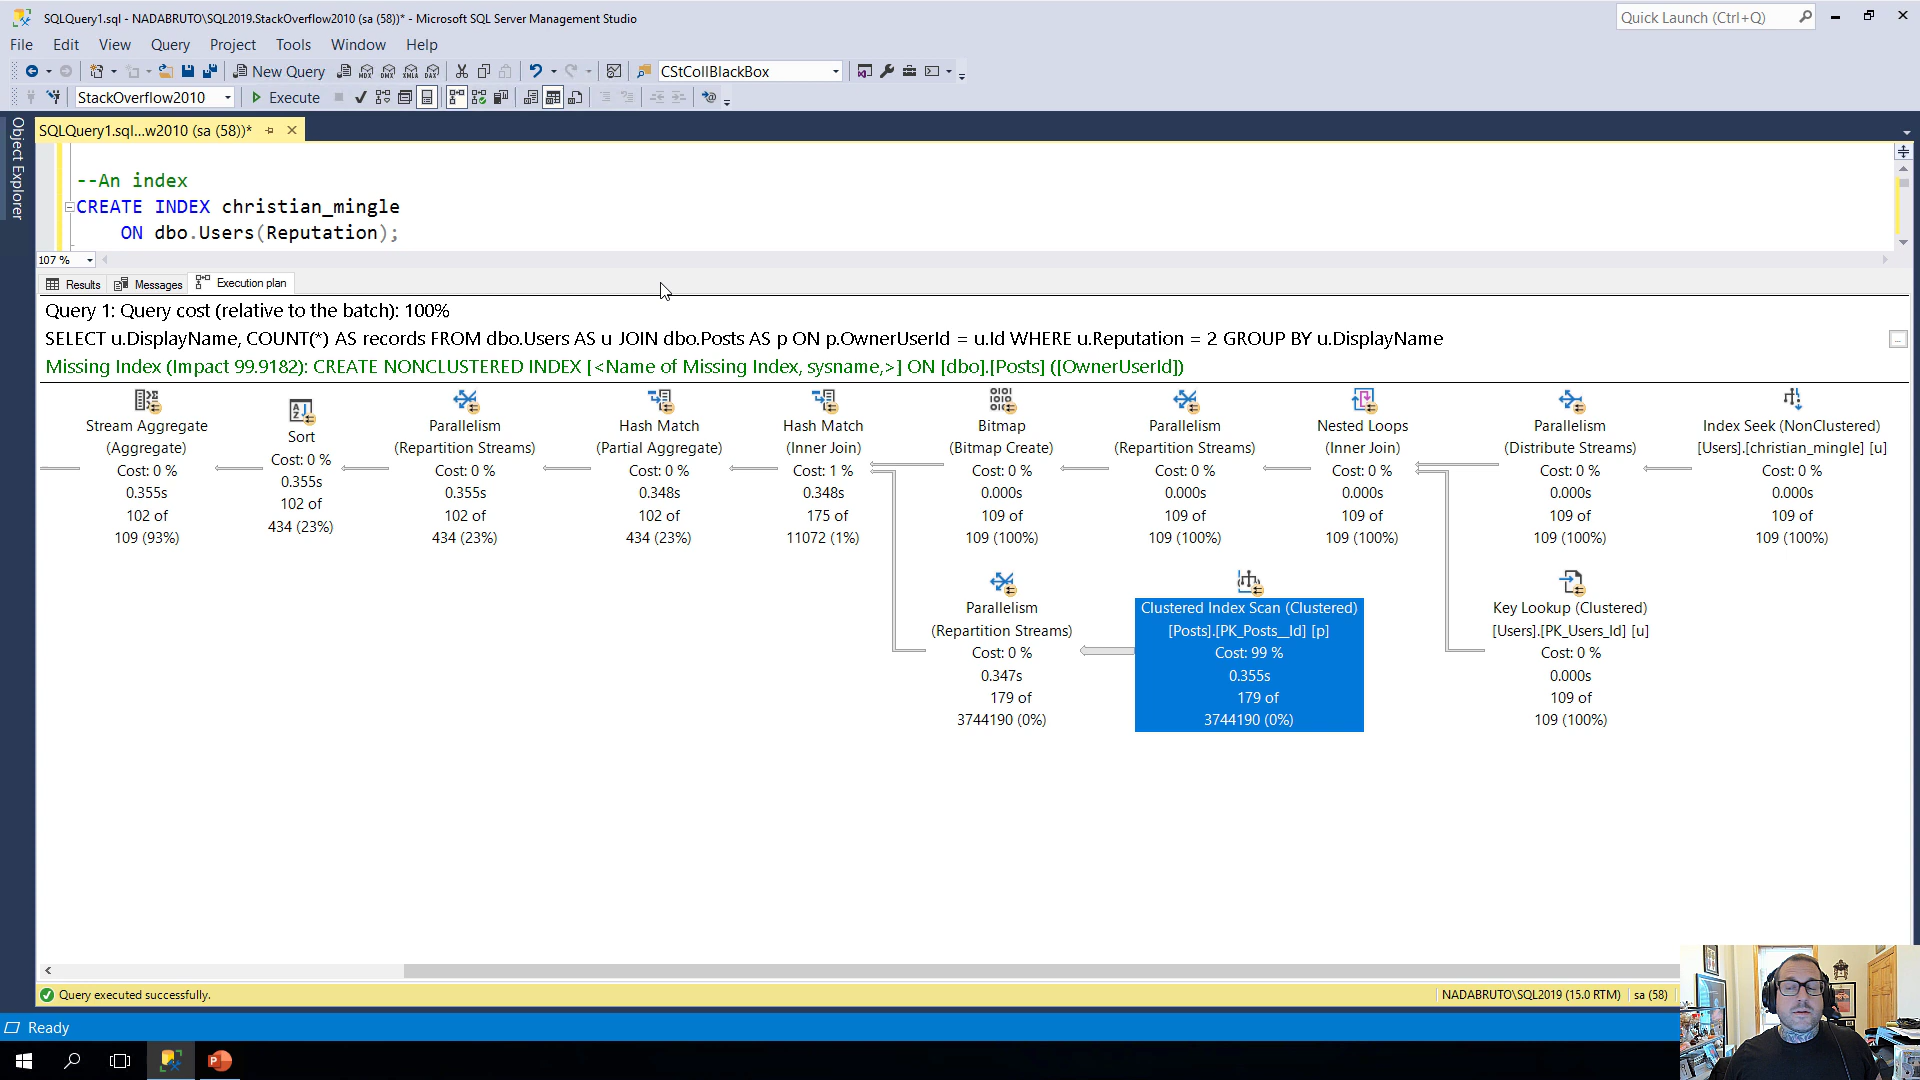 SQLQuery1.sql - NADABRUTO\SQL2019.StackOverflow2010 (sa (58))* - Microsoft SQL Server Management Studio
Quick Launch (Ctrl+Q)
File Edit View Query Project Tools Window Help
New Query
MDX DMX XMLA DAX
CStCollBlackBox
StackOverflow2010
Execute
Object Explorer
SQLQuery1.sql...w2010 (sa (58))*
--An index
CREATE INDEX christian_mingle
ON dbo.Users(Reputation);
107 %
Results Messages Execution plan
Query 1: Query cost (relative to the batch): 100%
SELECT u.DisplayName, COUNT(*) AS records FROM dbo.Users AS u JOIN dbo.Posts AS p ON p.OwnerUserId = u.Id WHERE u.Reputation = 2 GROUP BY u.DisplayName
Missing Index (Impact 99.9182): CREATE NONCLUSTERED INDEX [<Name of Missing Index, sysname,>] ON [dbo].[Posts] ([OwnerUserId])
Stream Aggregate
(Aggregate)
Cost: 0 %
0.355s
102 of
109 (93%)
Sort
Cost: 0 %
0.355s
102 of
434 (23%)
Parallelism
(Repartition Streams)
Cost: 0 %
0.355s
102 of
434 (23%)
Hash Match
(Partial Aggregate)
Cost: 0 %
0.348s
102 of
434 (23%)
Hash Match
(Inner Join)
Cost: 1 %
0.348s
175 of
11072 (1%)
Bitmap
(Bitmap Create)
Cost: 0 %
0.000s
109 of
109 (100%)
Parallelism
(Repartition Streams)
Cost: 0 %
0.000s
109 of
109 (100%)
Nested Loops
(Inner Join)
Cost: 0 %
0.000s
109 of
109 (100%)
Parallelism
(Distribute Streams)
Cost: 0 %
0.000s
109 of
109 (100%)
Index Seek (NonClustered)
[Users].[christian_mingle] [u]
Cost: 0 %
0.000s
109 of
109 (100%)
Parallelism
(Repartition Streams)
Cost: 0 %
0.347s
179 of
3744190 (0%)
Clustered Index Scan (Clustered)
[Posts].[PK_Posts__Id] [p]
Cost: 99 %
0.355s
179 of
3744190 (0%)
Key Lookup (Clustered)
[Users].[PK_Users_Id] [u]
Cost: 0 %
0.000s
109 of
109 (100%)
Query executed successfully.
NADABRUTO\SQL2019 (15.0 RTM) sa (58)
Ready